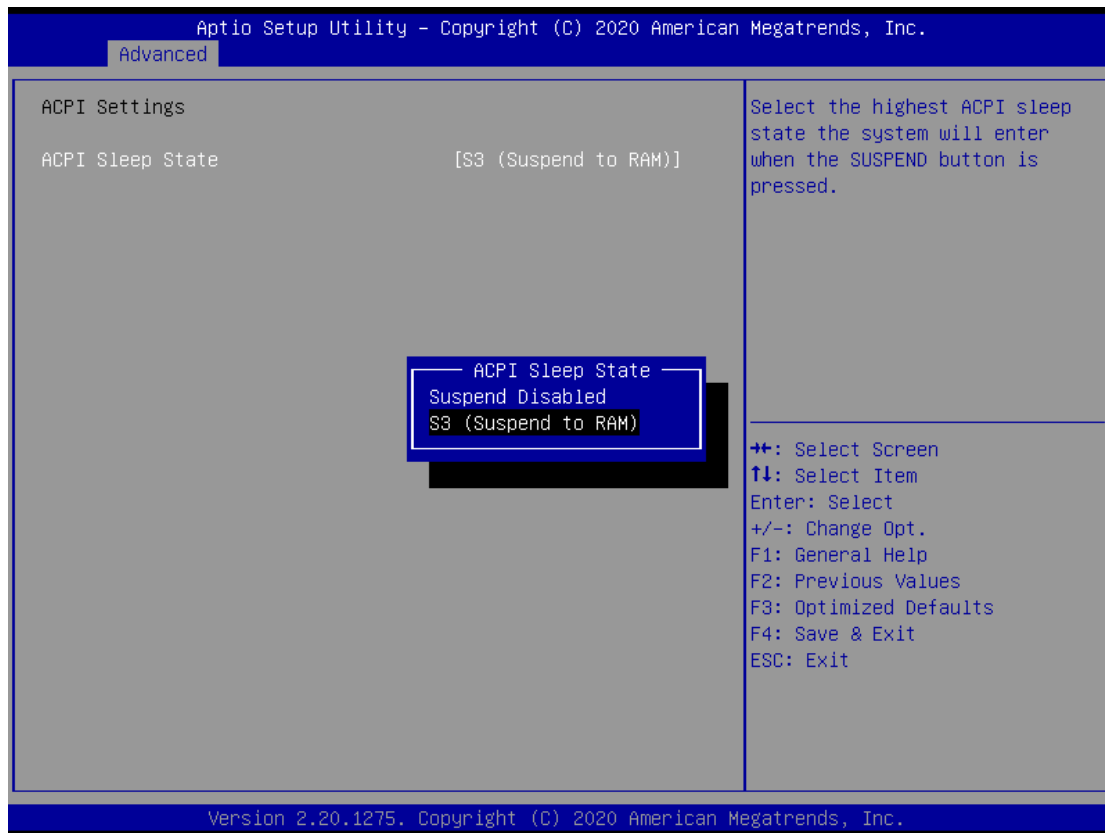 Aptio Setup Utility – Copyright (C) 2020 American Megatrends, Inc.
Advanced
ACPI Settings
ACPI Sleep State [S3 (Suspend to RAM)]
Select the highest ACPI sleep
state the system will enter
when the SUSPEND button is
pressed.
ACPI Sleep State
Suspend Disabled
S3 (Suspend to RAM)
→←: Select Screen
↑↓: Select Item
Enter: Select
+/-: Change Opt.
F1: General Help
F2: Previous Values
F3: Optimized Defaults
F4: Save & Exit
ESC: Exit
Version 2.20.1275. Copyright (C) 2020 American Megatrends, Inc.